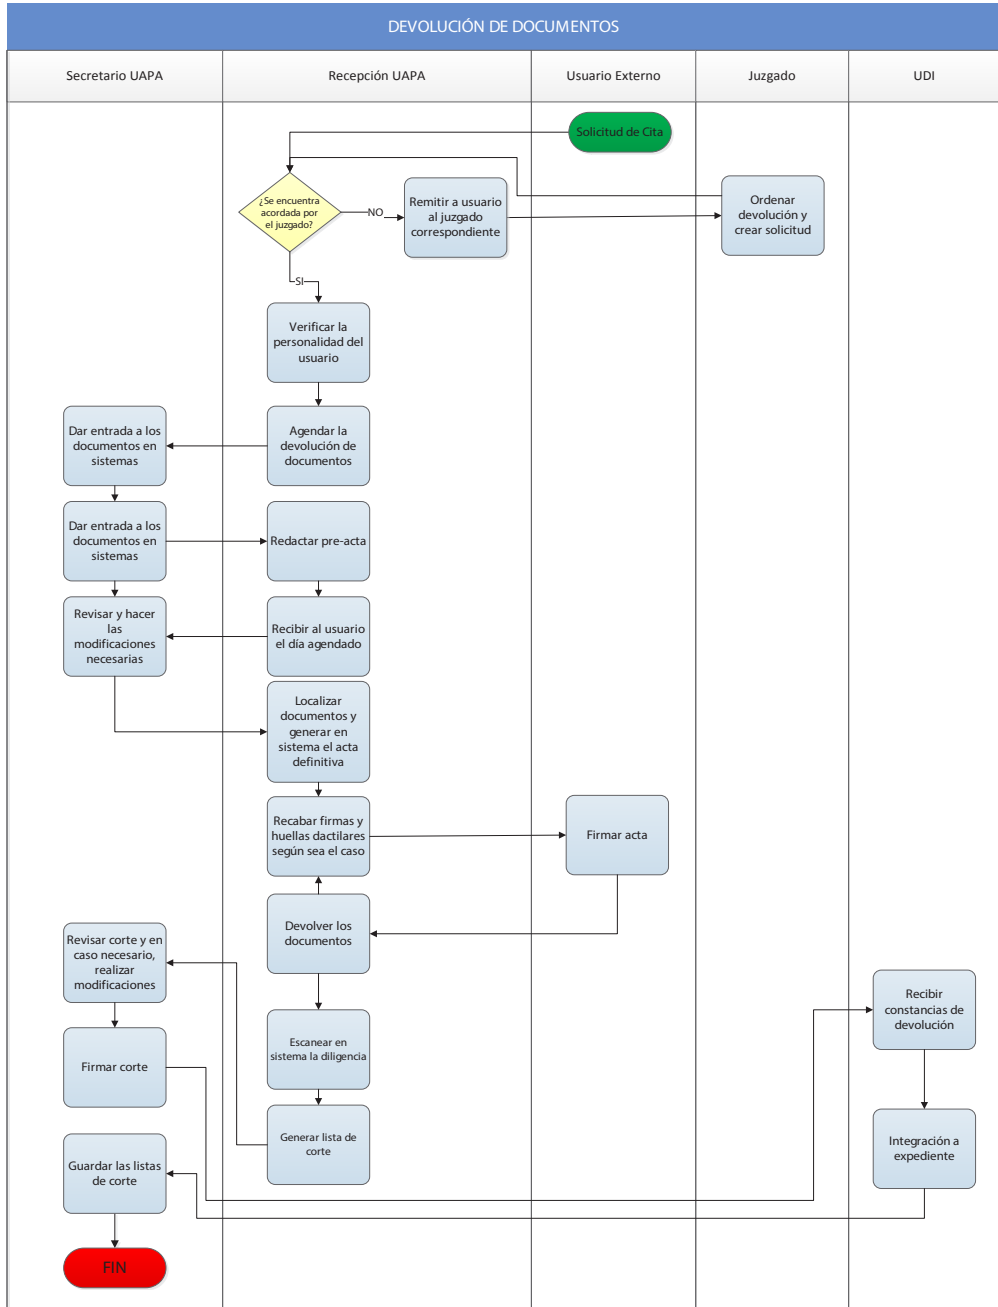 DEVOLUCIÓN DE DOCUMENTOS
Secretario UAPA
Recepción UAPA
Usuario Externo
Juzgado
UDI
Solicitud de Cita
¿Se encuentra
acordada por
el juzgado?
NO
Remitir a usuario
al juzgado
correspondiente
Ordenar
devolución y
crear solicitud
SI
Verificar la
personalidad del
usuario
Dar entrada a los
documentos en
sistemas
Agendar la
devolución de
documentos
Dar entrada a los
documentos en
sistemas
Redactar pre-acta
Revisar y hacer
las
modificaciones
necesarias
Recibir al usuario
el día agendado
Localizar
documentos y
generar en
sistema el acta
definitiva
Recabar firmas y
huellas dactilares
según sea el caso
Firmar acta
Devolver los
documentos
Revisar corte y en
caso necesario,
realizar
modificaciones
Recibir
constancias de
devolución
Escanear en
sistema la diligencia
Firmar corte
Generar lista de
corte
Integración a
expediente
Guardar las listas
de corte
FIN